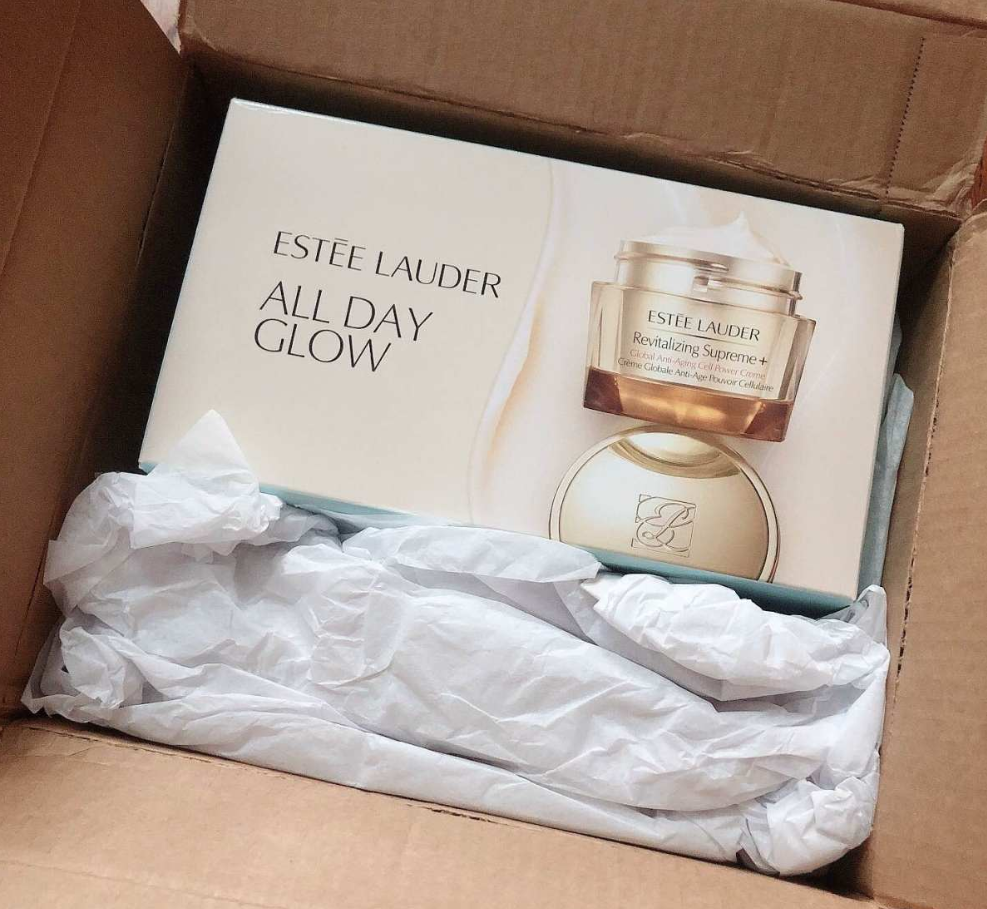 ESTĒE LAUDER
ALL DAY
GLOW
ESTĒE LAUDER
Revitalizing Supreme+
Global Anti-Aging Cell Power Creme
Crème Globale Anti-Age Pouvoir Cellulaire